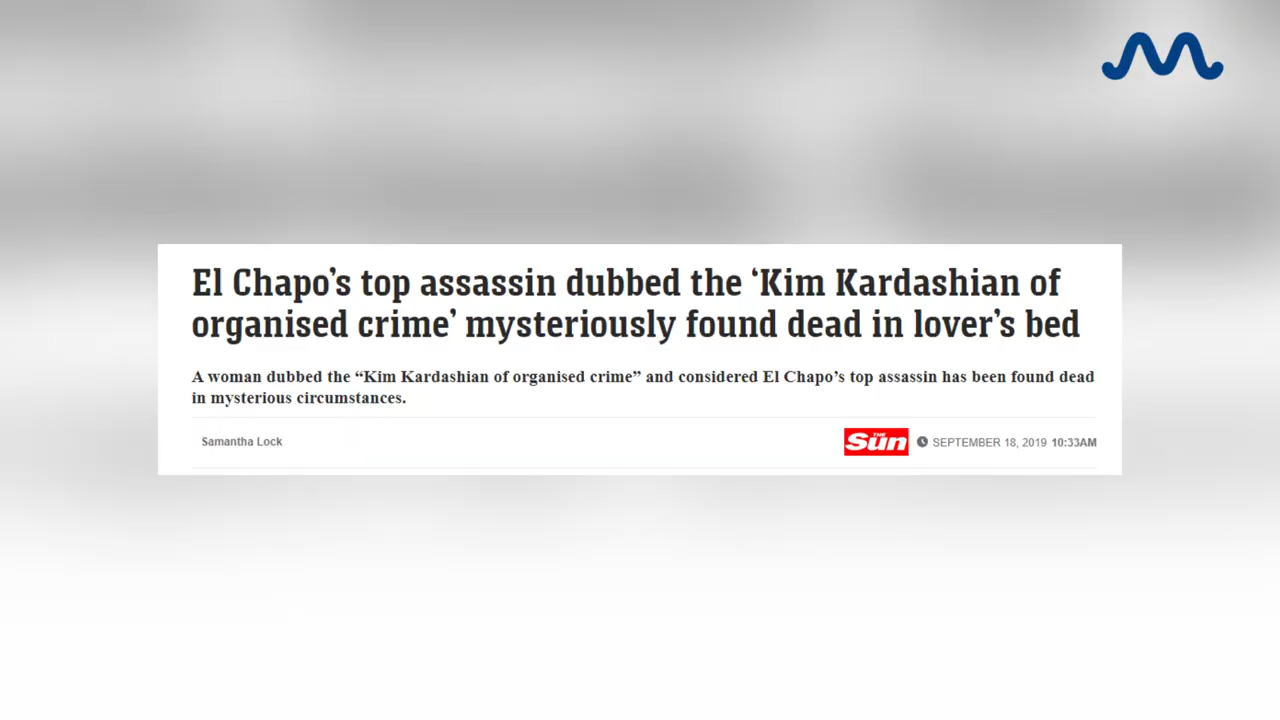 El Chapo’s top assassin dubbed the ‘Kim Kardashian of
organised crime’ mysteriously found dead in lover’s bed
A woman dubbed the “Kim Kardashian of organised crime” and considered El Chapo’s top assassin has been found dead
in mysterious circumstances.
Samantha Lock
THE Sun SEPTEMBER 18, 2019 10:33AM